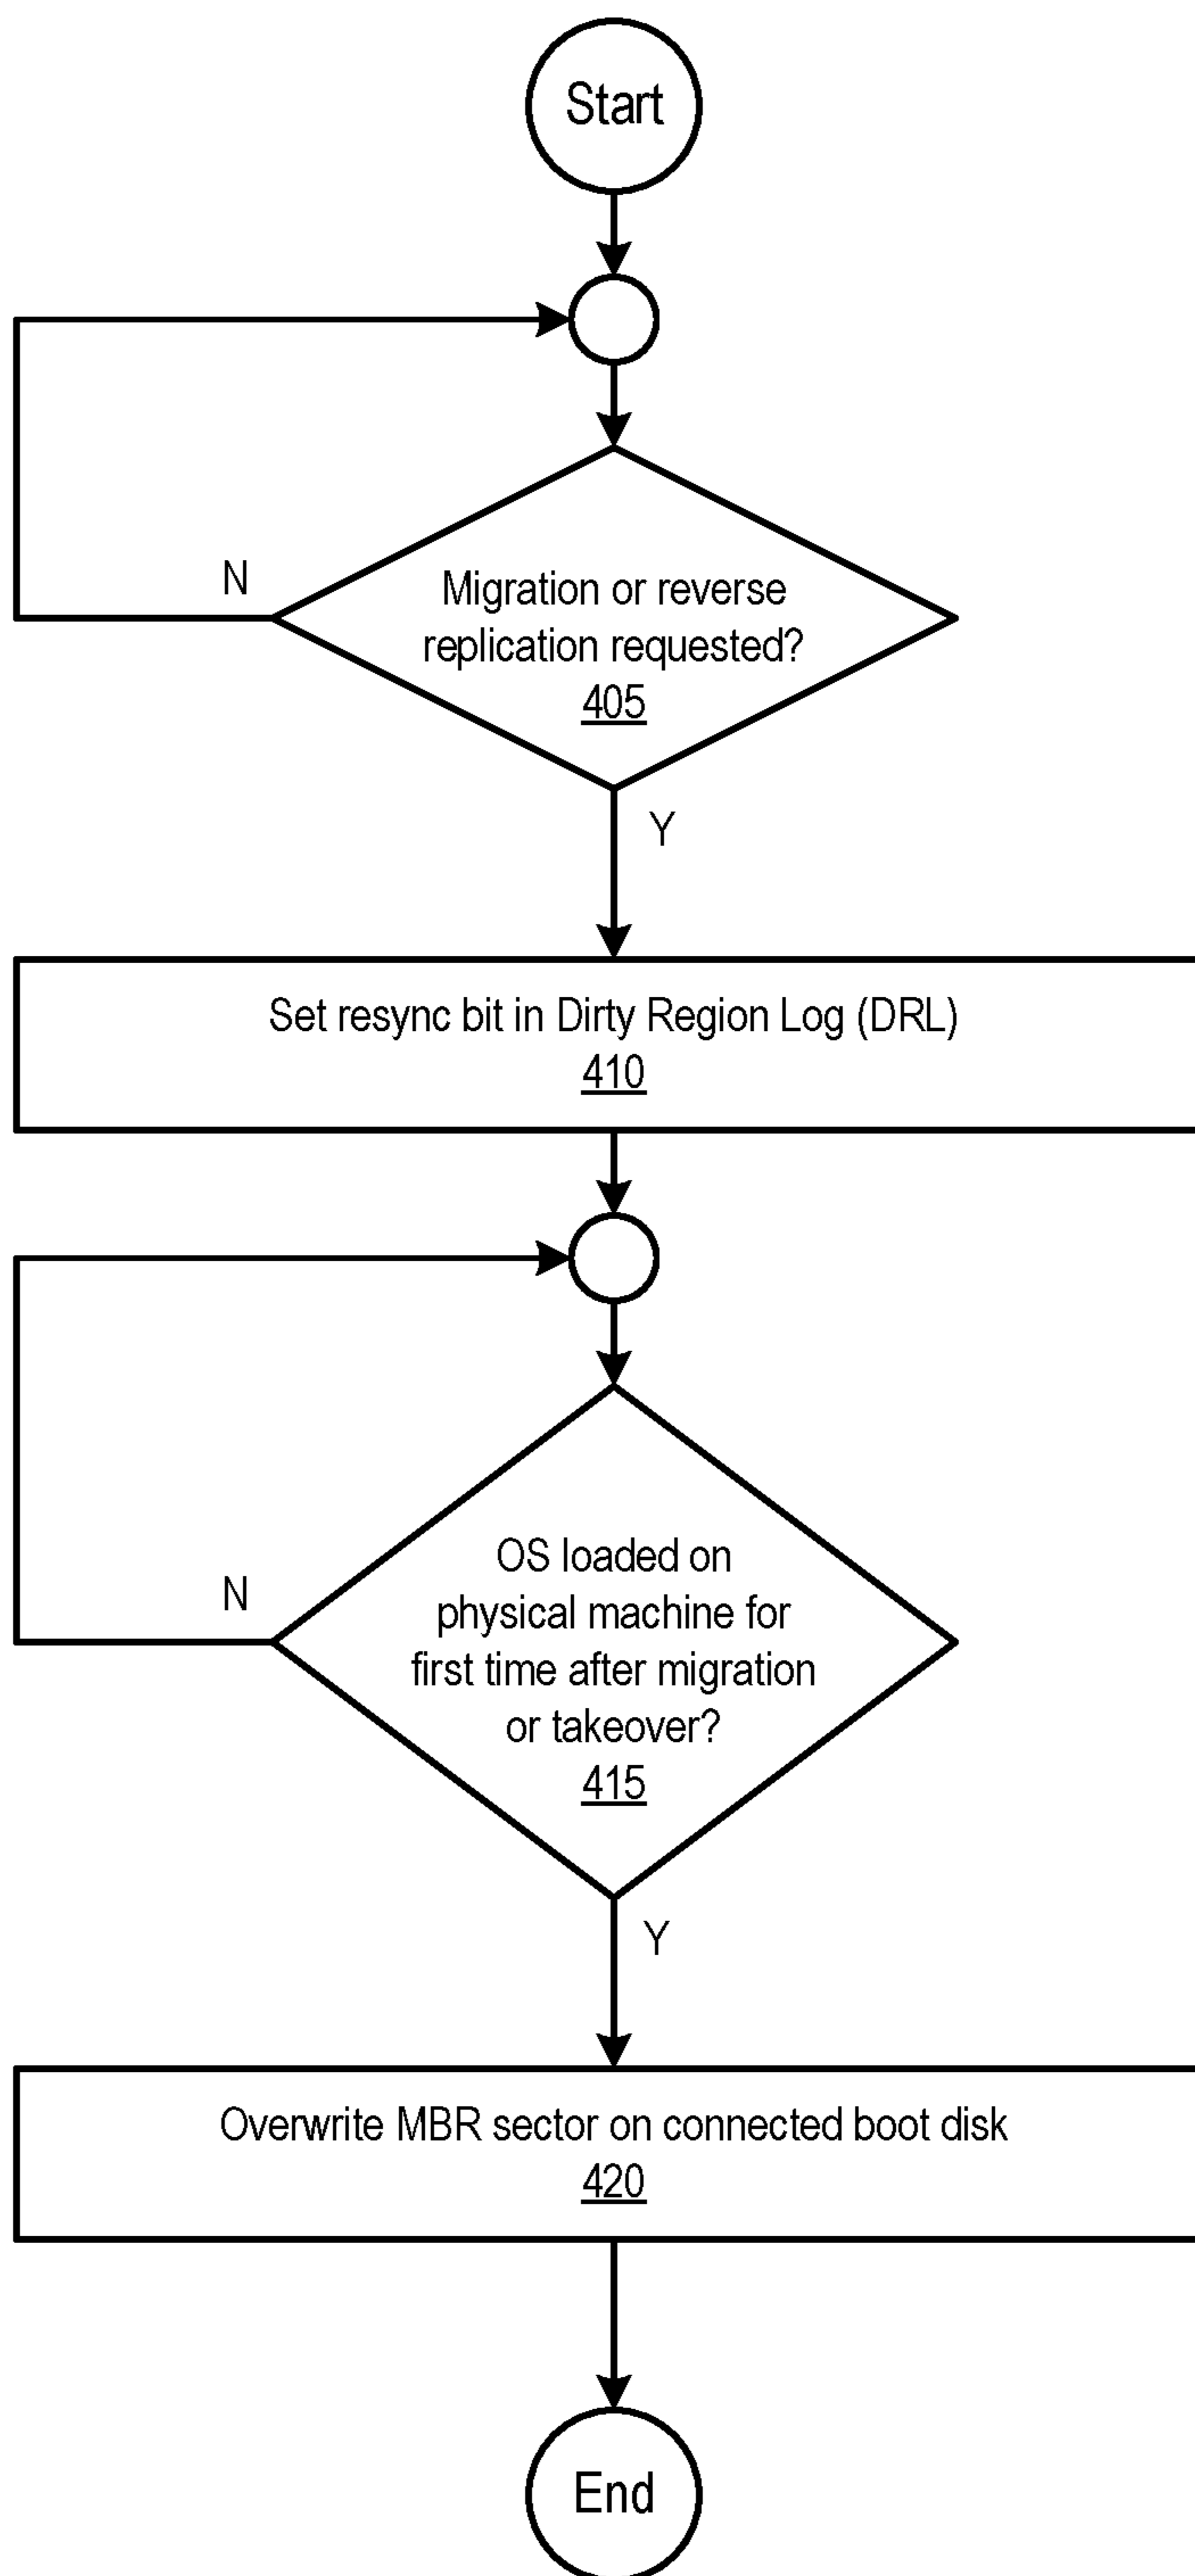 Start
Migration or reverse
replication requested?
405
N
Y
Set resync bit in Dirty Region Log (DRL)
410
OS loaded on
physical machine for
first time after migration
or takeover?
415
N
Y
Overwrite MBR sector on connected boot disk
420
End